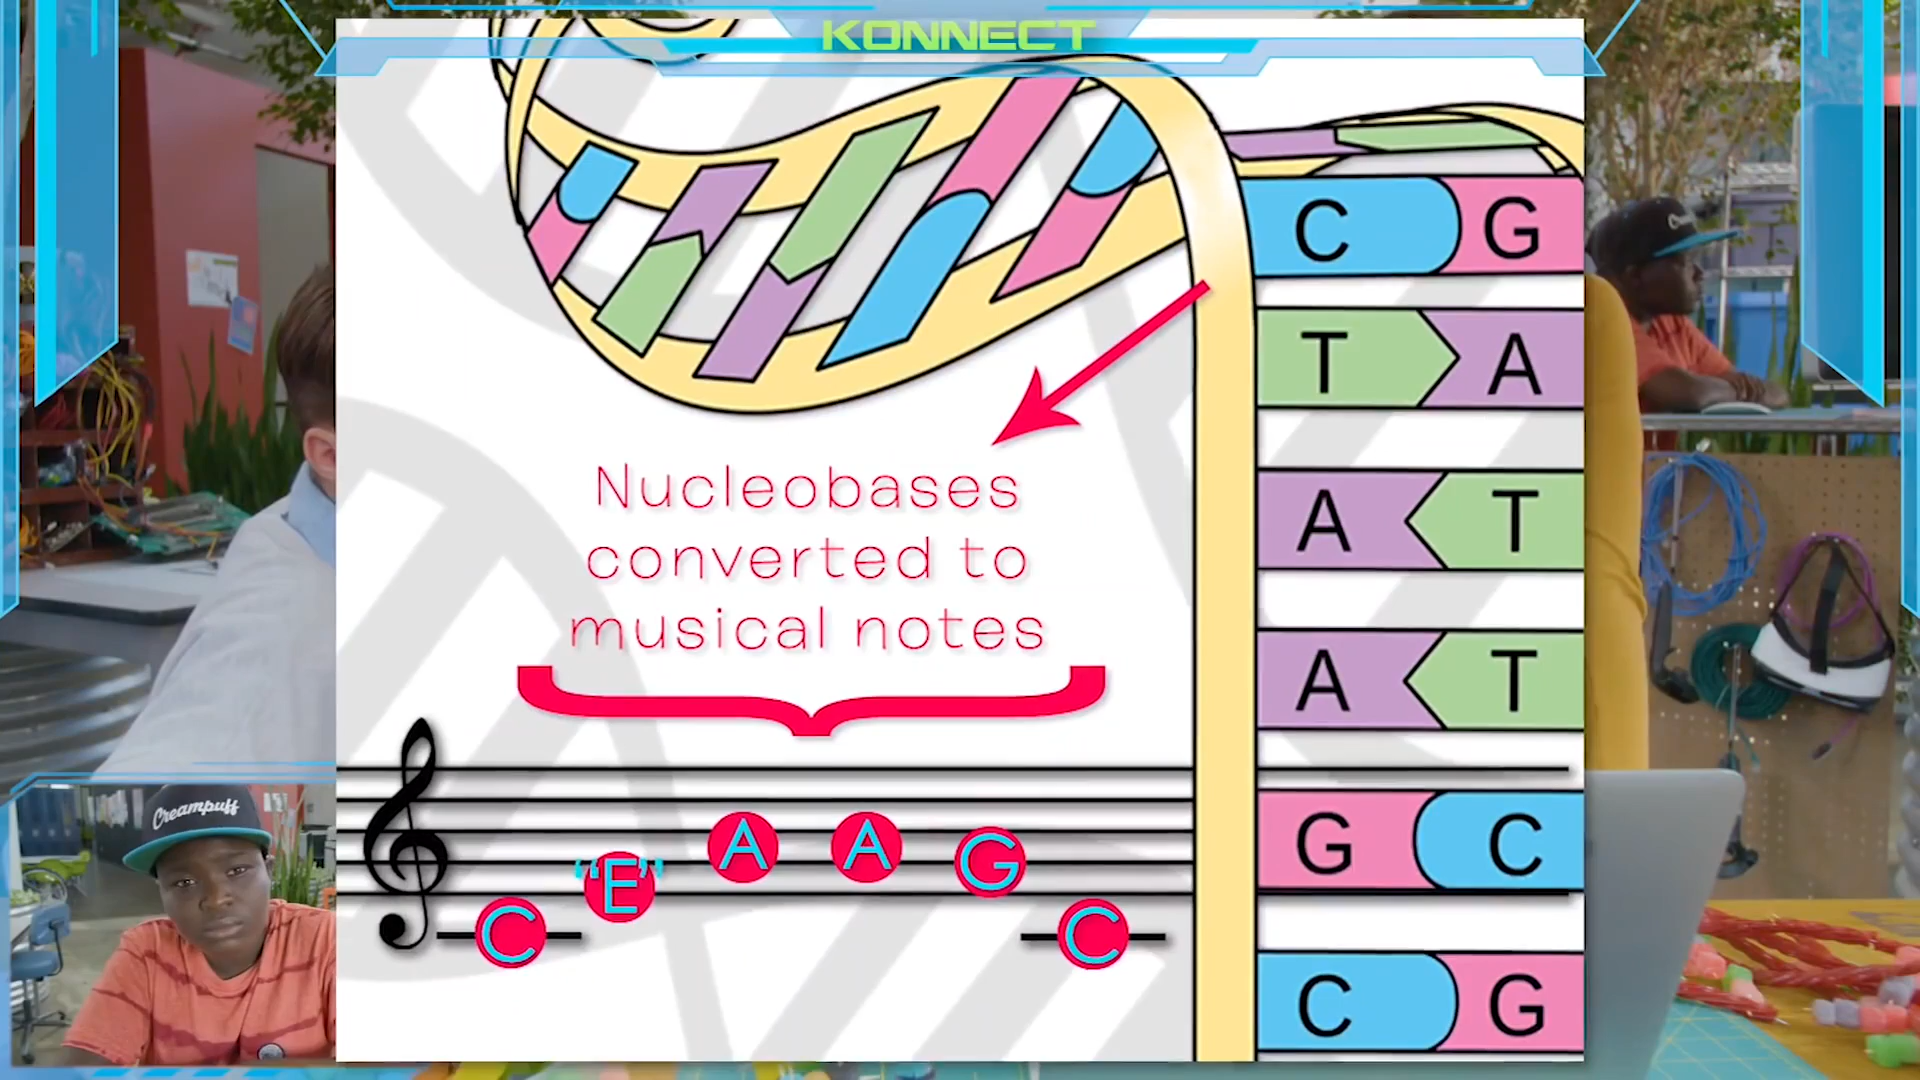 KONNECT
C G
T A
Nucleobases
converted to
musical notes
A T
A T
G C
C G
C "E" A A G C
Creampuff